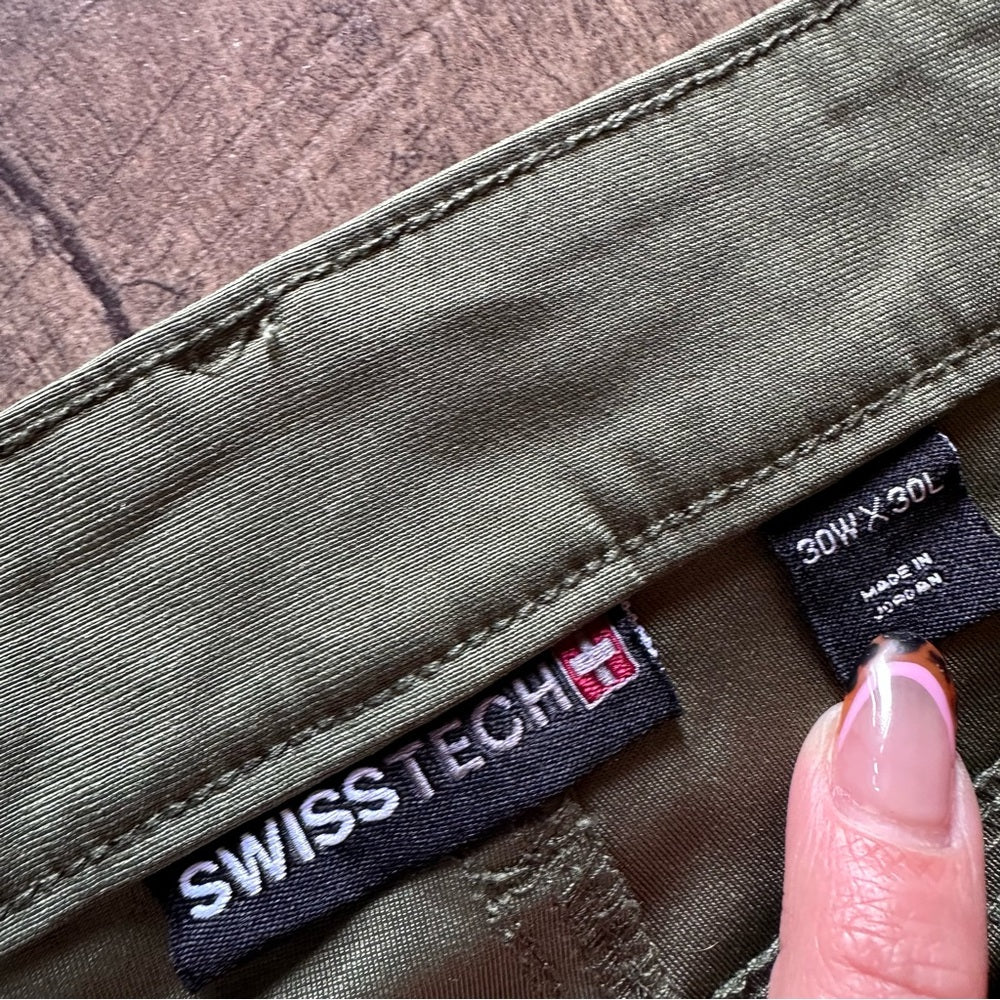 SWISSTECH
30W X 30L
MADE IN
JORDAN